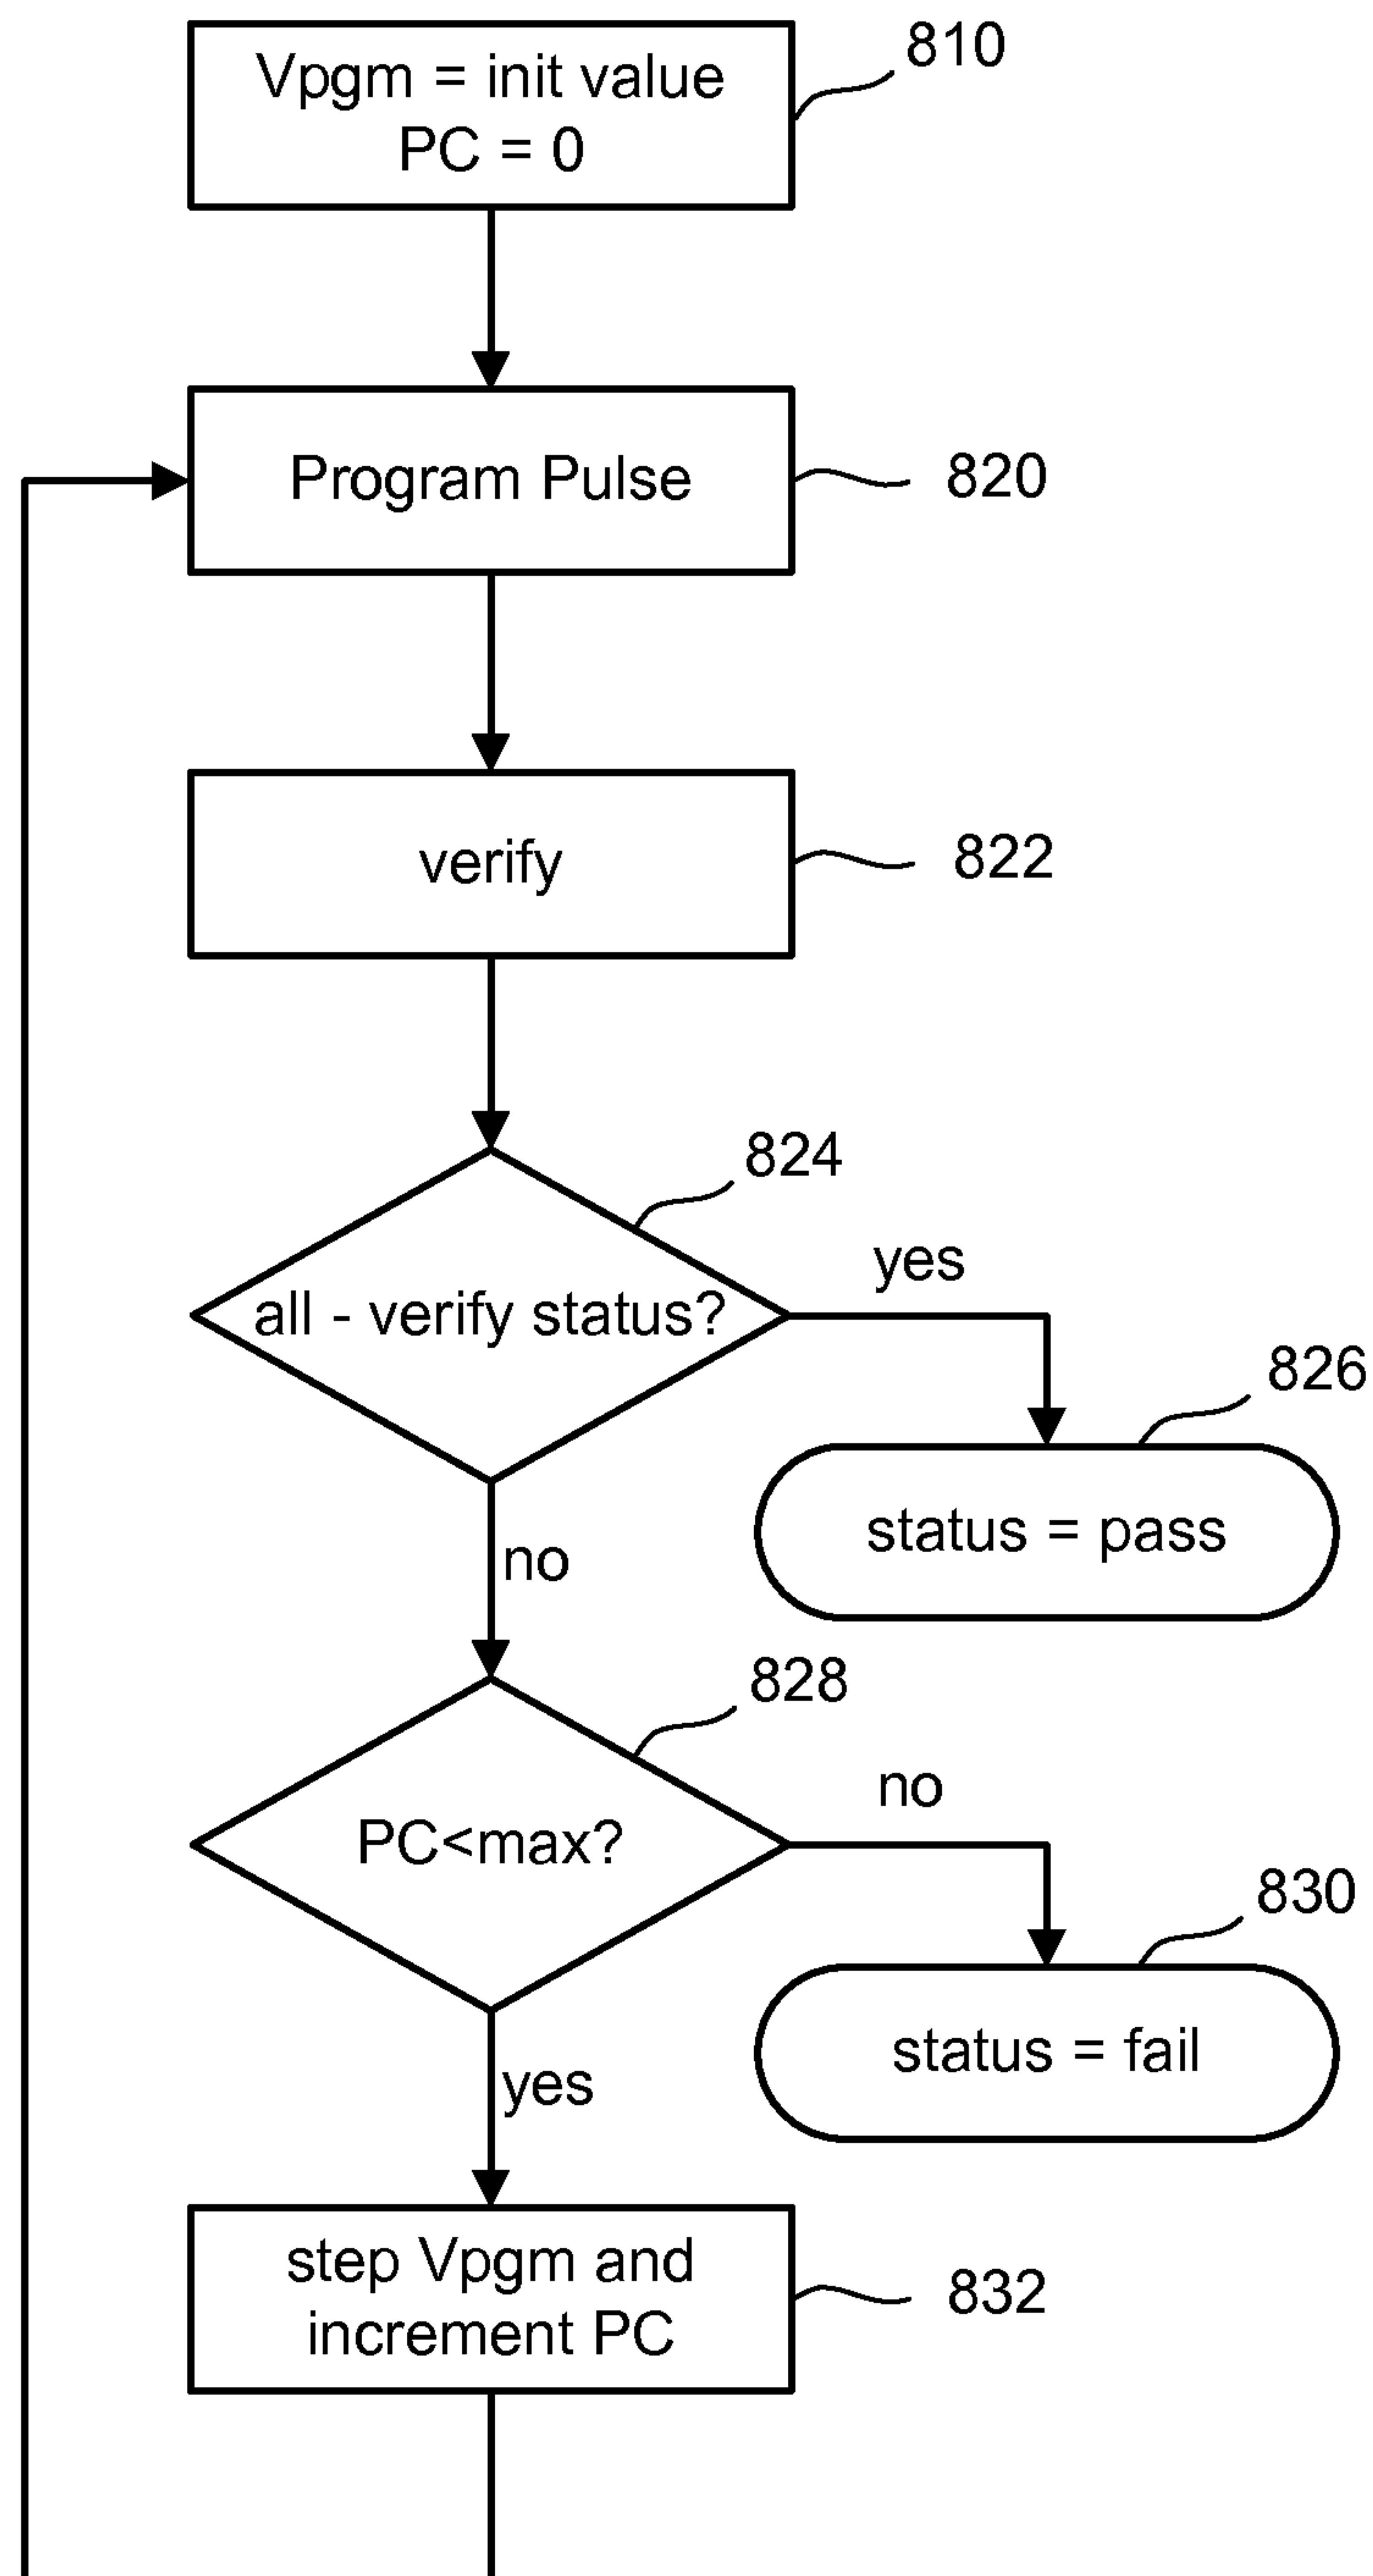 Vpgm = init value
PC = 0
810
Program Pulse
820
verify
822
824
all - verify status?
yes
826
status = pass
no
828
PC<max?
no
830
status = fail
yes
step Vpgm and
increment PC
832